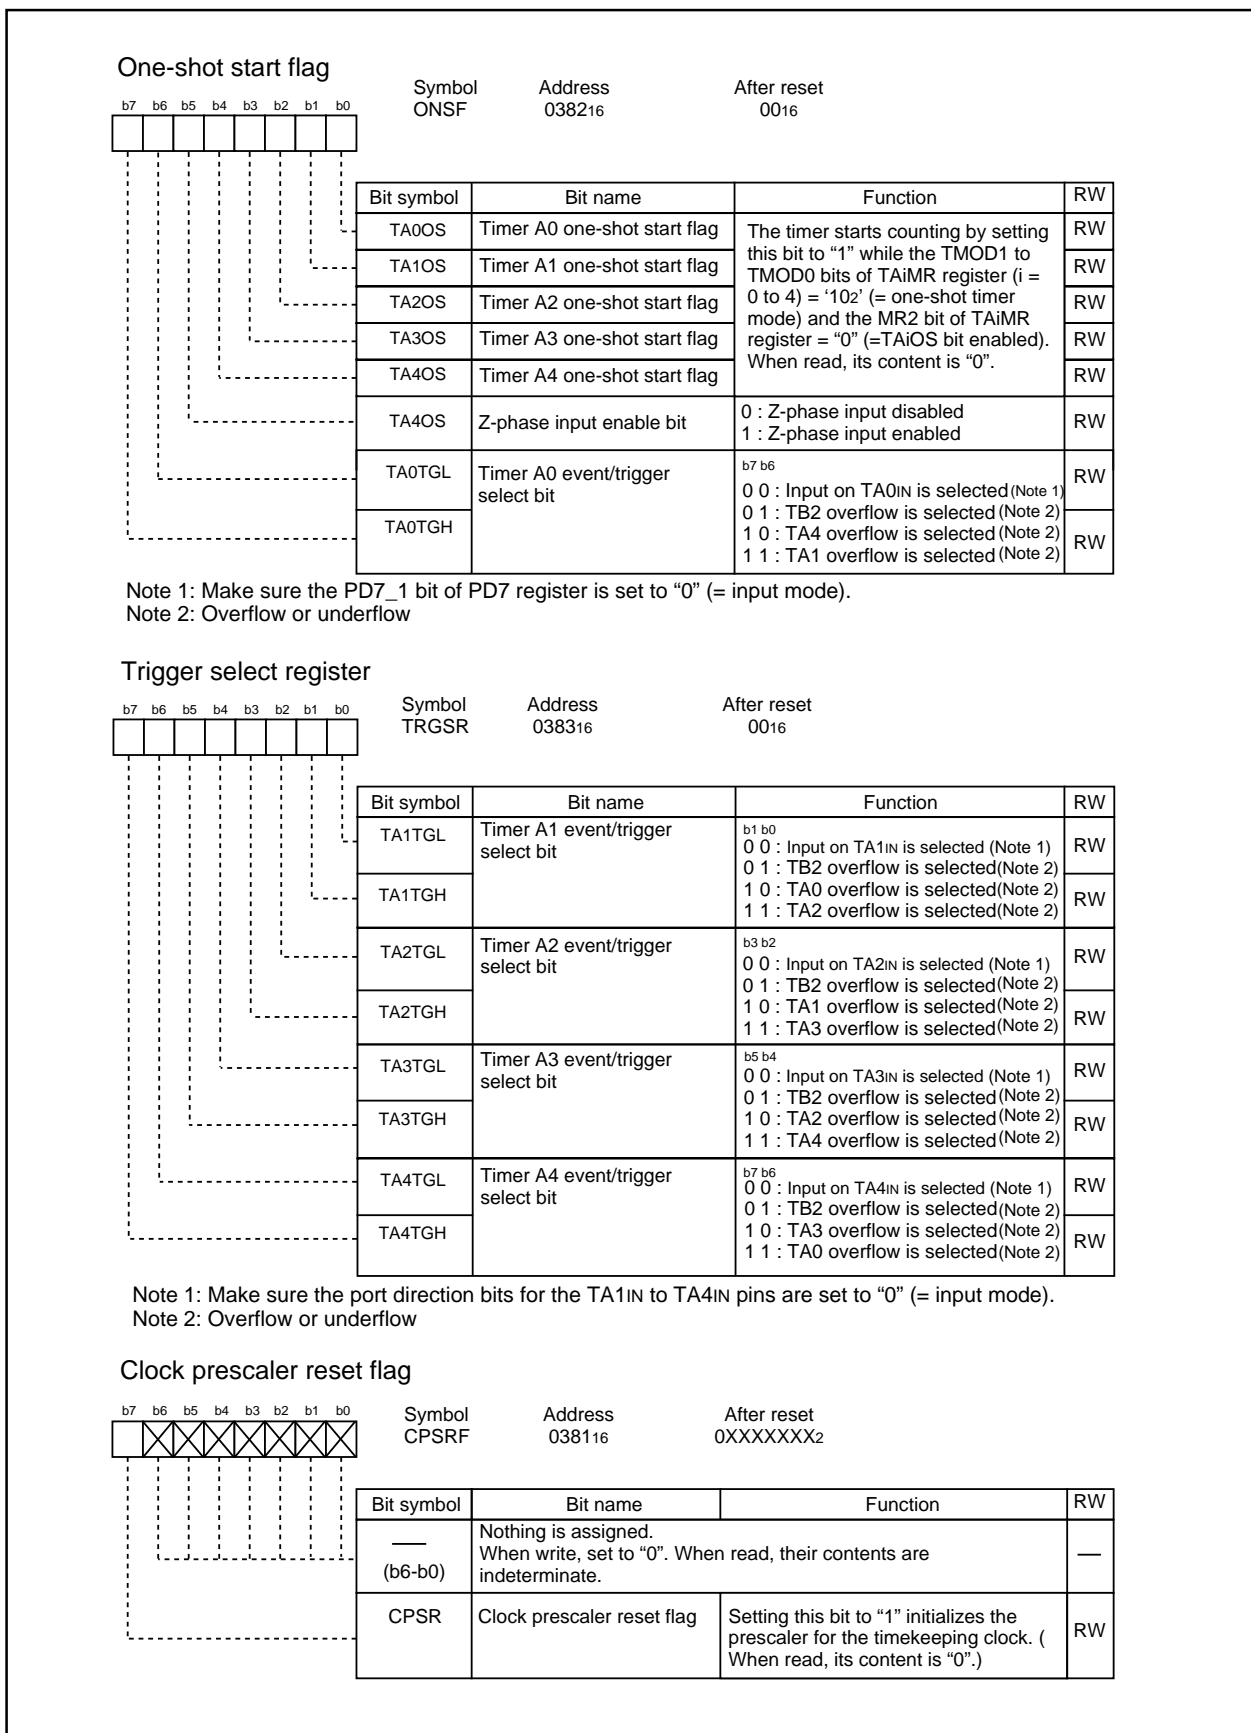 One-shot start flag
Symbol Address After reset
ONSF 038216 0016
b7 b6 b5 b4 b3 b2 b1 b0
Bit symbol Bit name Function RW
TA0OS Timer A0 one-shot start flag RW
TA1OS Timer A1 one-shot start flag RW
TA2OS Timer A2 one-shot start flag RW
TA3OS Timer A3 one-shot start flag RW
TA4OS Timer A4 one-shot start flag RW
The timer starts counting by setting
this bit to “1” while the TMOD1 to
TMOD0 bits of TAiMR register (i =
0 to 4) = ‘102’ (= one-shot timer
mode) and the MR2 bit of TAiMR
register = “0” (=TAiOS bit enabled).
When read, its content is “0”.
TA4OS Z-phase input enable bit RW
0 : Z-phase input disabled
1 : Z-phase input enabled
TA0TGL Timer A0 event/trigger RW
select bit
TA0TGH RW
b7 b6
0 0 : Input on TA0IN is selected (Note 1)
0 1 : TB2 overflow is selected (Note 2)
1 0 : TA4 overflow is selected (Note 2)
1 1 : TA1 overflow is selected (Note 2)
Note 1: Make sure the PD7_1 bit of PD7 register is set to “0” (= input mode).
Note 2: Overflow or underflow
Trigger select register
Symbol Address After reset
TRGSR 038316 0016
b7 b6 b5 b4 b3 b2 b1 b0
Bit symbol Bit name Function RW
TA1TGL Timer A1 event/trigger RW
select bit
TA1TGH RW
b1 b0
0 0 : Input on TA1IN is selected (Note 1)
0 1 : TB2 overflow is selected(Note 2)
1 0 : TA0 overflow is selected(Note 2)
1 1 : TA2 overflow is selected(Note 2)
TA2TGL Timer A2 event/trigger RW
select bit
TA2TGH RW
b3 b2
0 0 : Input on TA2IN is selected (Note 1)
0 1 : TB2 overflow is selected(Note 2)
1 0 : TA1 overflow is selected(Note 2)
1 1 : TA3 overflow is selected(Note 2)
TA3TGL Timer A3 event/trigger RW
select bit
TA3TGH RW
b5 b4
0 0 : Input on TA3IN is selected (Note 1)
0 1 : TB2 overflow is selected (Note 2)
1 0 : TA2 overflow is selected (Note 2)
1 1 : TA4 overflow is selected (Note 2)
TA4TGL Timer A4 event/trigger RW
select bit
TA4TGH RW
b7 b6
0 0 : Input on TA4IN is selected (Note 1)
0 1 : TB2 overflow is selected(Note 2)
1 0 : TA3 overflow is selected(Note 2)
1 1 : TA0 overflow is selected(Note 2)
Note 1: Make sure the port direction bits for the TA1IN to TA4IN pins are set to “0” (= input mode).
Note 2: Overflow or underflow
Clock prescaler reset flag
Symbol Address After reset
CPSRF 038116 0XXXXXXX2
b7 b6 b5 b4 b3 b2 b1 b0
Bit symbol Bit name Function RW
— (b6-b0) —
Nothing is assigned.
When write, set to “0”. When read, their contents are
indeterminate.
CPSR Clock prescaler reset flag RW
Setting this bit to “1” initializes the
prescaler for the timekeeping clock. (
When read, its content is “0”.)